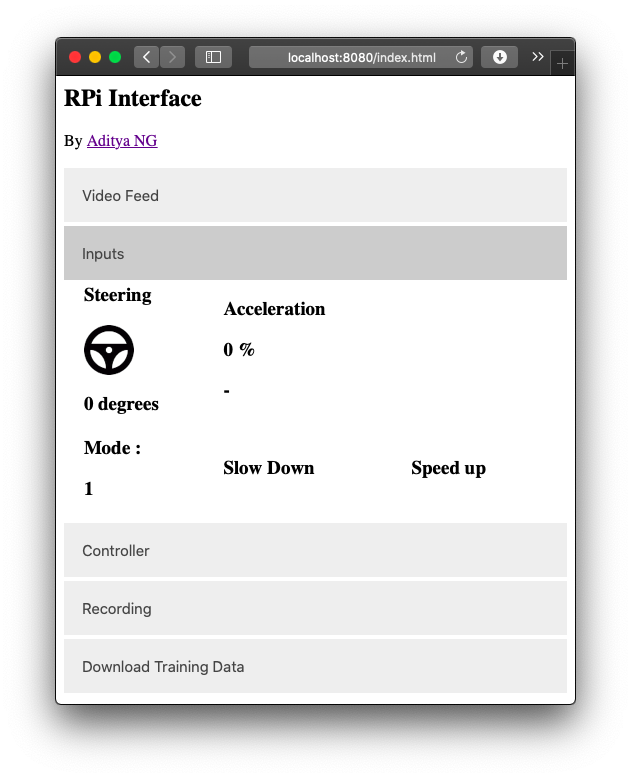 localhost:8080/index.html
RPi Interface
By Aditya NG
Video Feed
Inputs
Steering
Acceleration
0 %
-
0 degrees
Mode :
1
Slow Down
Speed up
Controller
Recording
Download Training Data